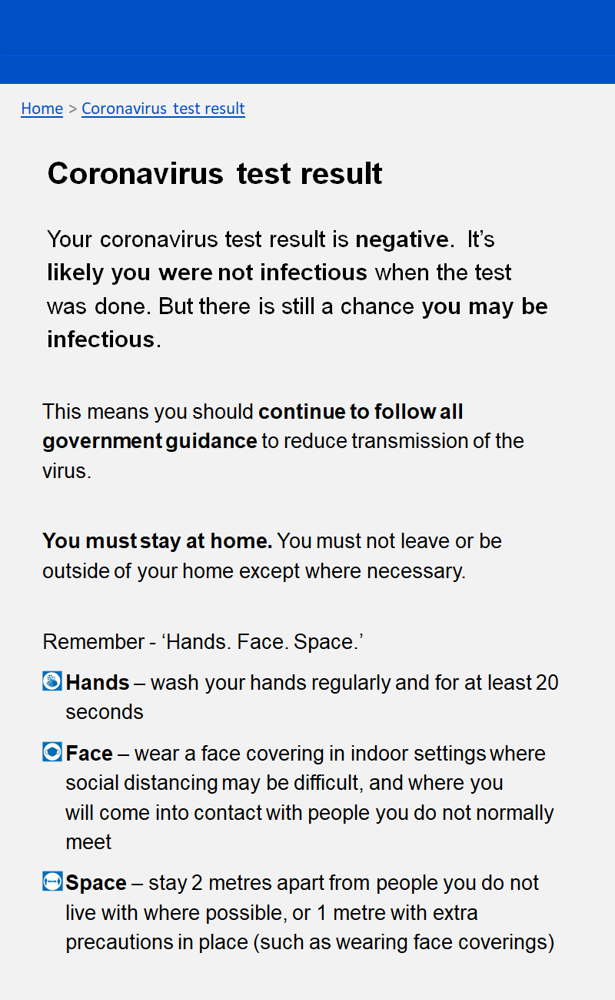 Home > Coronavirus test result
Coronavirus test result
Your coronavirus test result is negative. It’s
likely you were not infectious when the test
was done. But there is still a chance you may be
infectious.
This means you should continue to follow all
government guidance to reduce transmission of the
virus.
You must stay at home. You must not leave or be
outside of your home except where necessary.
Remember - ‘Hands. Face. Space.’
Hands – wash your hands regularly and for at least 20
seconds
Face – wear a face covering in indoor settings where
social distancing may be difficult, and where you
will come into contact with people you do not normally
meet
Space – stay 2 metres apart from people you do not
live with where possible, or 1 metre with extra
precautions in place (such as wearing face coverings)